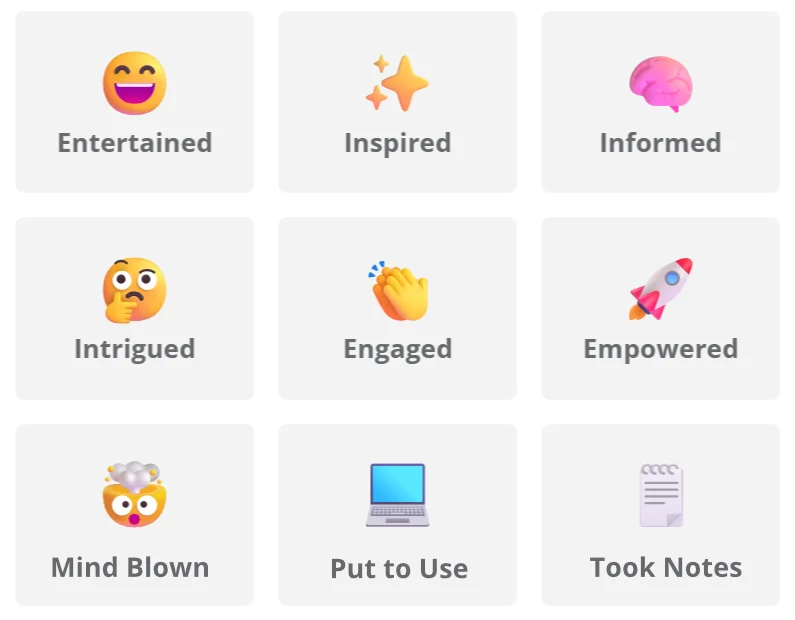 Entertained
Inspired
Informed
Intrigued
Engaged
Empowered
Mind Blown
Put to Use
Took Notes